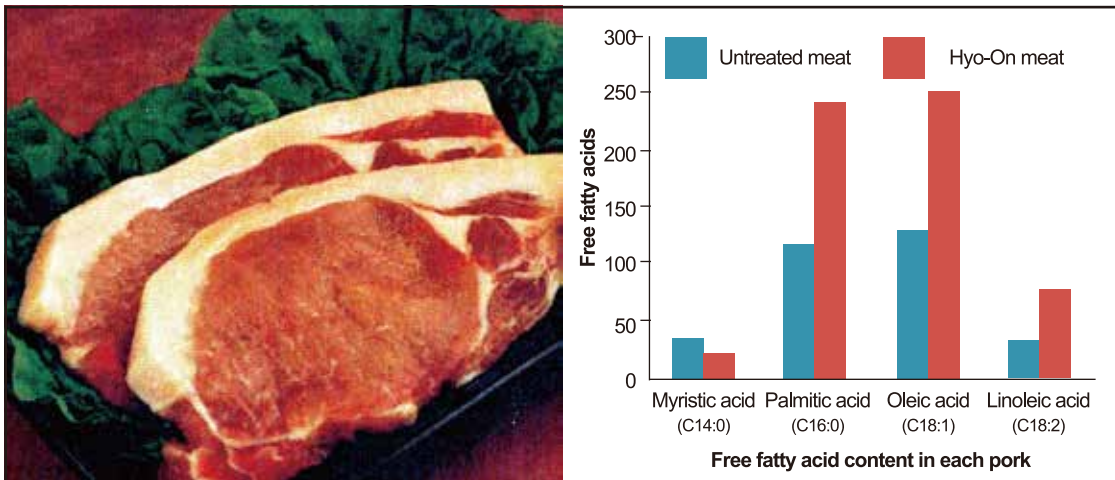 300
250
200
150
100
50
0
Free fatty acids
Untreated meat
Hyo-On meat
Myristic acid
(C14:0)
Palmitic acid
(C16:0)
Oleic acid
(C18:1)
Linoleic acid
(C18:2)
Free fatty acid content in each pork